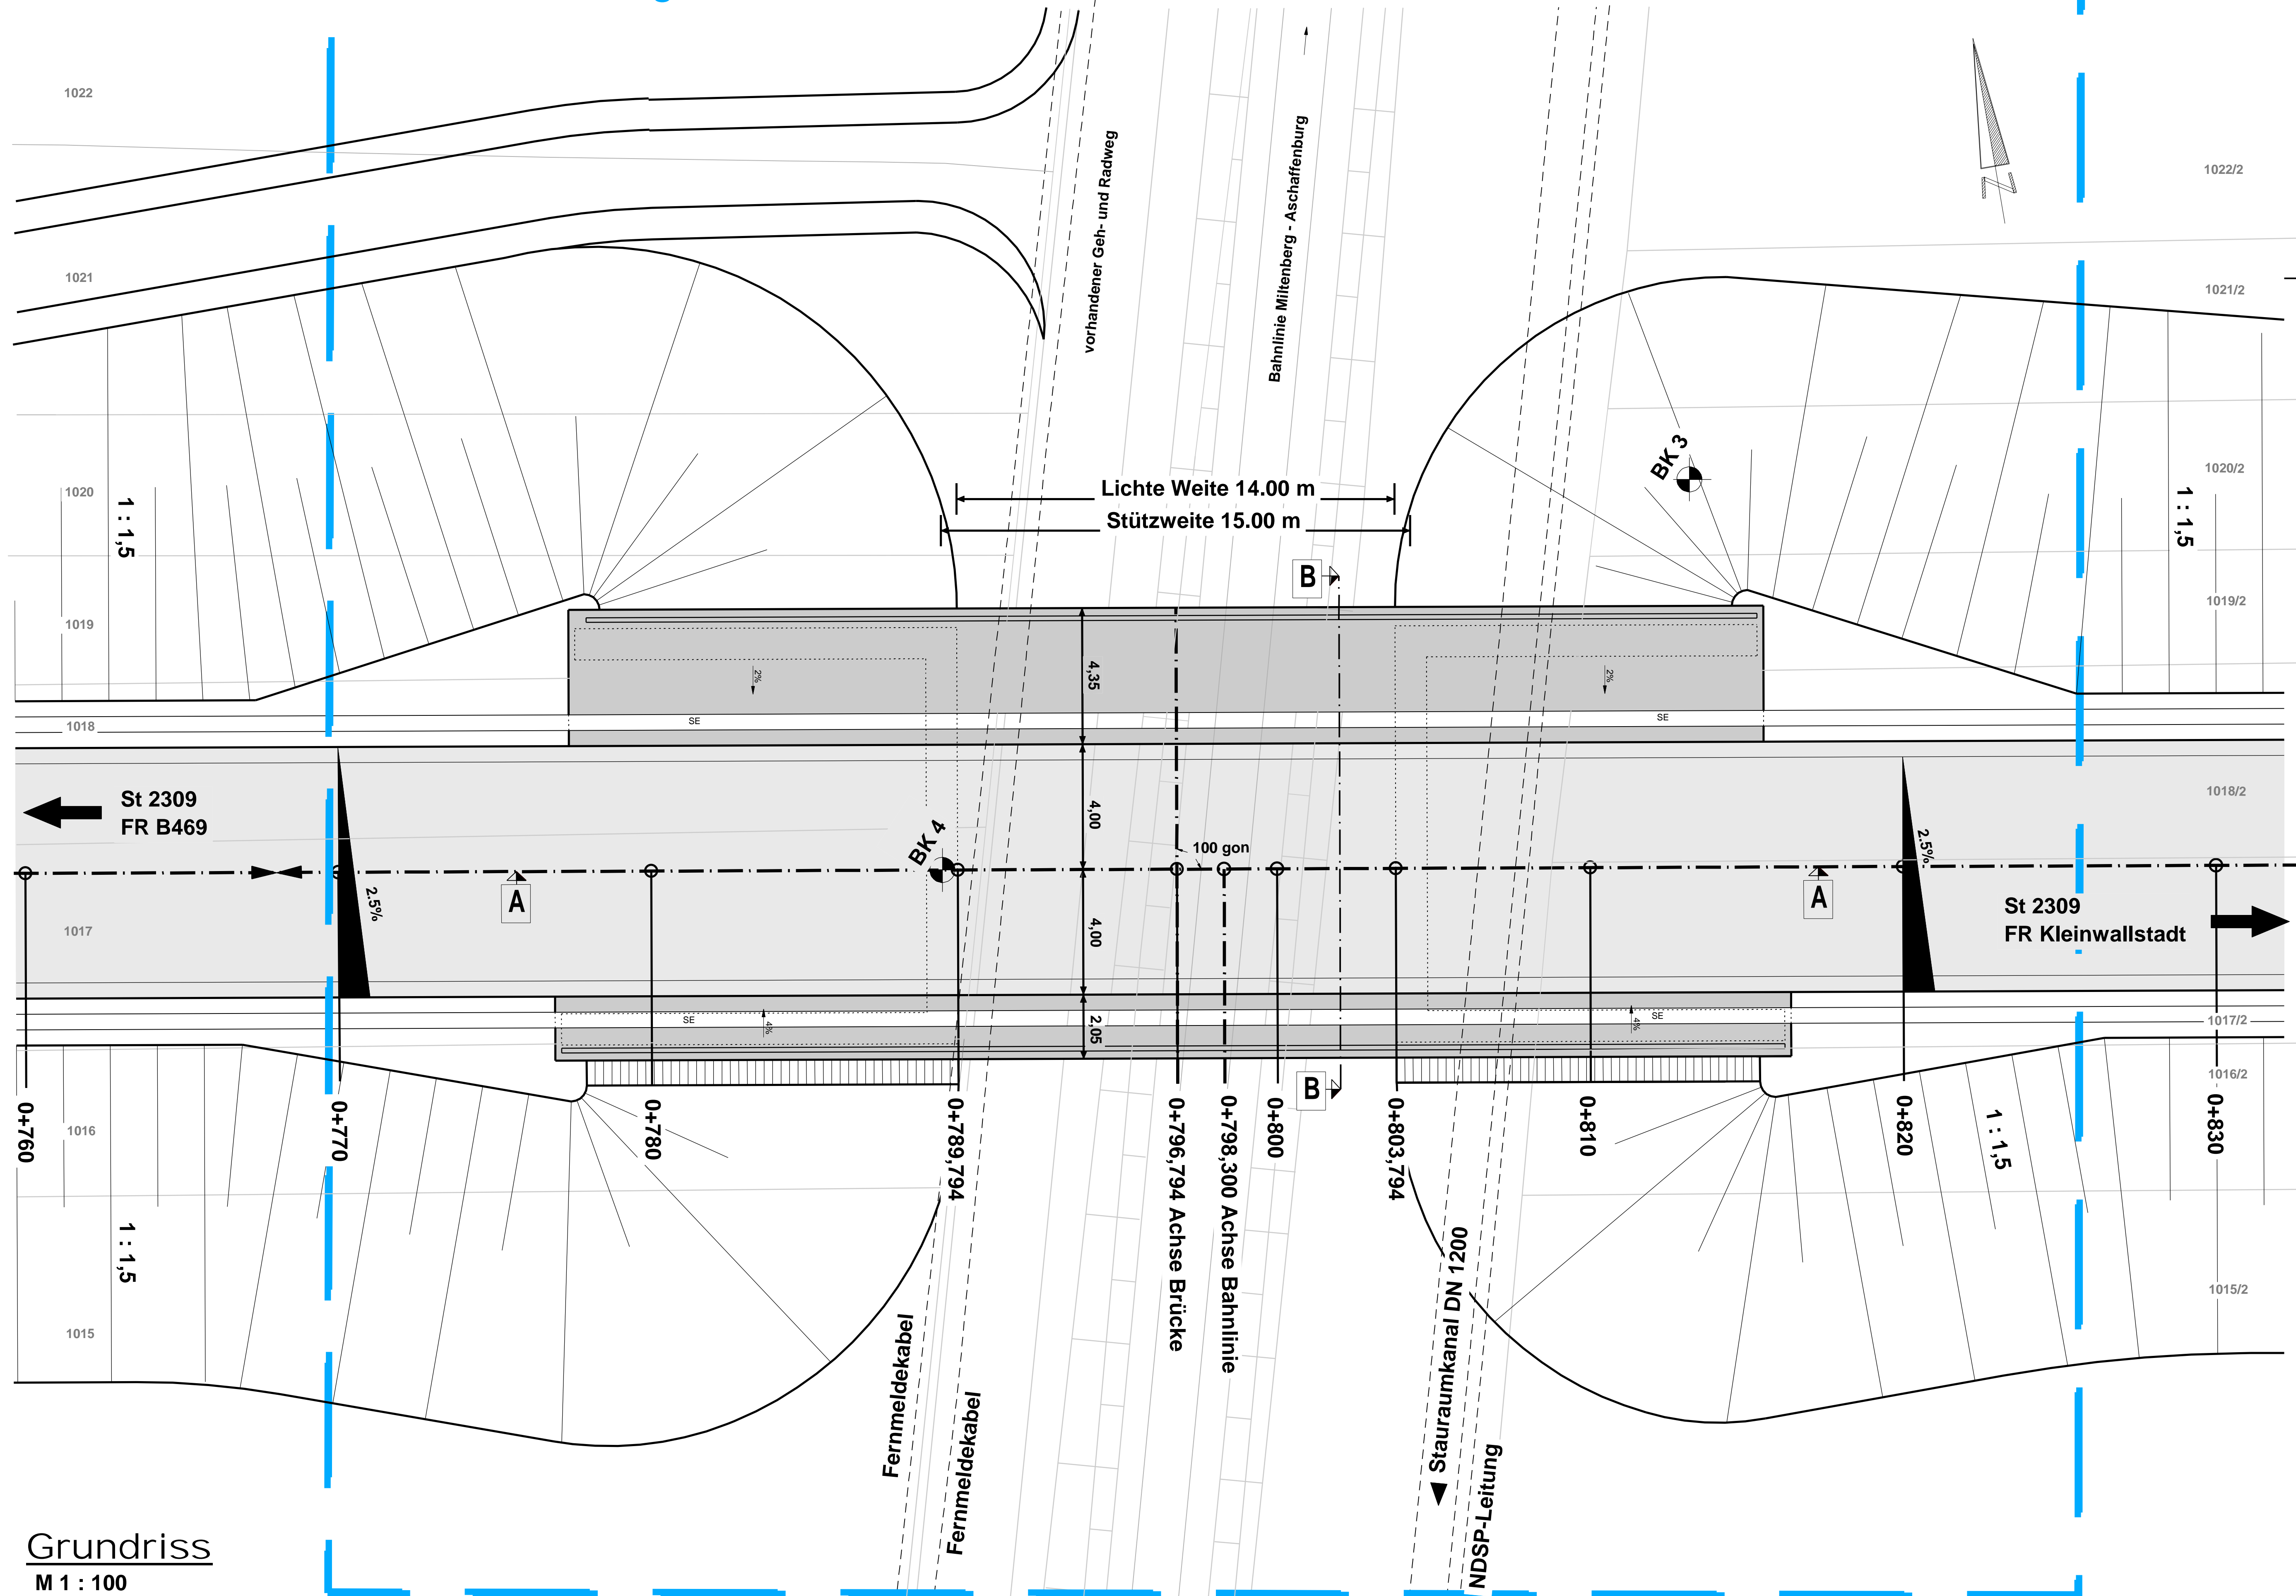 1022
1022/2
1021
1021/2
vorhandener Geh- und Radweg
Bahnlinie Miltenberg - Aschaffenburg
N
BK 3
1020
1020/2
1 : 1,5
1 : 1,5
Lichte Weite 14.00 m
Stützweite 15.00 m
B
1019
1019/2
4,35
2%
2%
SE
SE
1018
1018/2
St 2309
FR B469
4,00
BK 4
100 gon
2.5%
2.5%
A
A
St 2309
FR Kleinwallstadt
1017
4,00
SE
4%
2,05
4%
SE
1017/2
1016/2
B
0+760
0+770
0+780
0+789,794
0+796,794 Achse Brücke
0+798,300 Achse Bahnlinie
0+800
0+803,794
0+810
0+820
0+830
1016
1 : 1,5
1 : 1,5
1015/2
1015
Fernmeldekabel
Fernmeldekabel
Stauraumkanal DN 1200
NDSP-Leitung
Grundriss
M 1 : 100